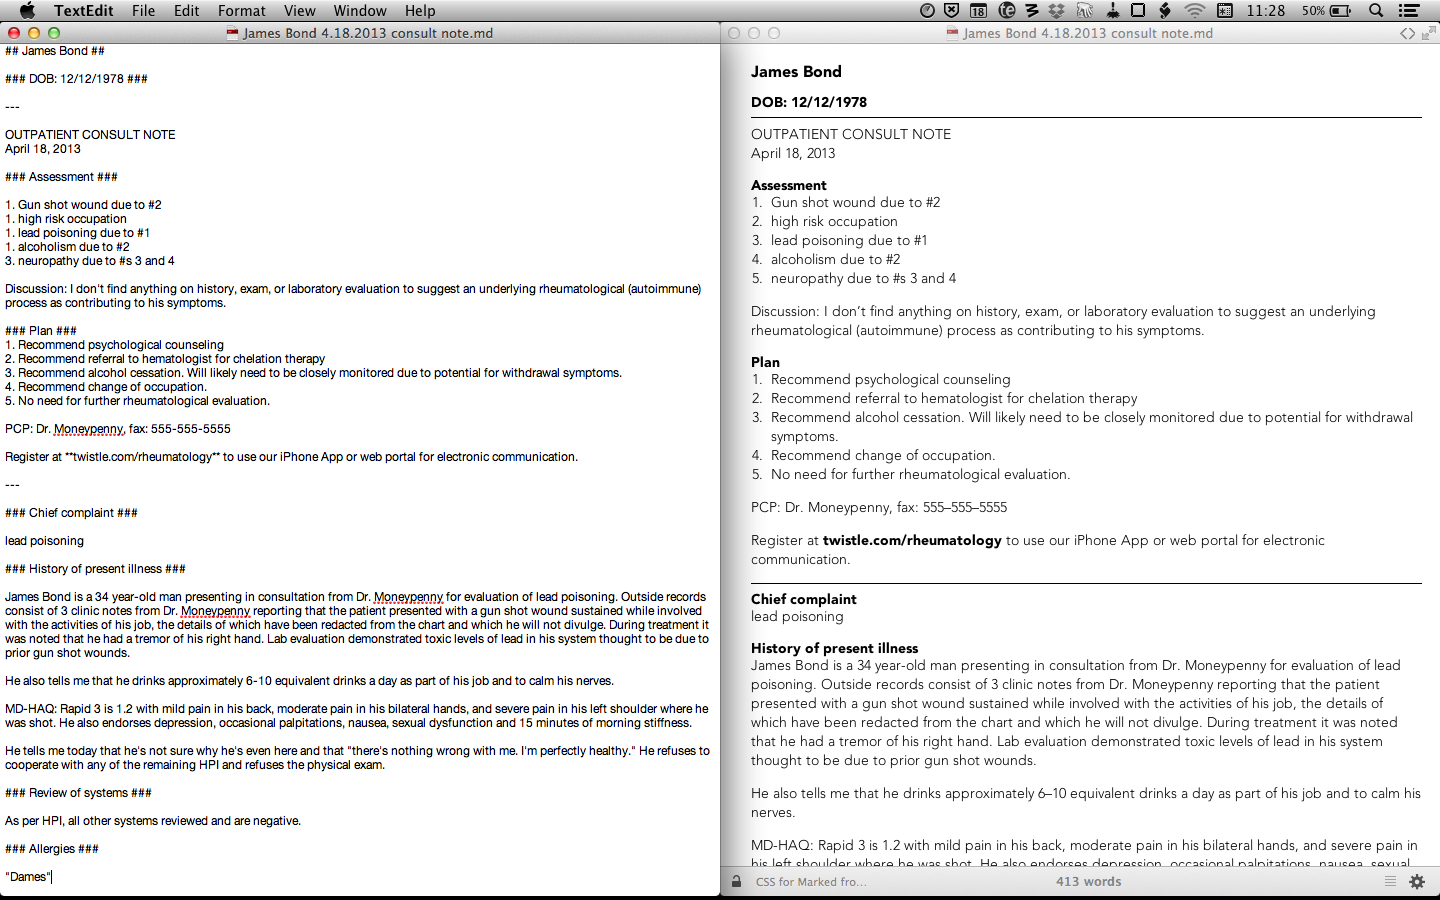 TextEdit File Edit Format View Window Help
18 11:28 50%
James Bond 4.18.2013 consult note.md
## James Bond ##
### DOB: 12/12/1978 ###
---
OUTPATIENT CONSULT NOTE
April 18, 2013
### Assessment ###
1. Gun shot wound due to #2
1. high risk occupation
1. lead poisoning due to #1
1. alcoholism due to #2
3. neuropathy due to #s 3 and 4
Discussion: I don't find anything on history, exam, or laboratory evaluation to suggest an underlying rheumatological (autoimmune)
process as contributing to his symptoms.
### Plan ###
1. Recommend psychological counseling
2. Recommend referral to hematologist for chelation therapy
3. Recommend alcohol cessation. Will likely need to be closely monitored due to potential for withdrawal symptoms.
4. Recommend change of occupation.
5. No need for further rheumatological evaluation.
PCP: Dr. Moneypenny, fax: 555-555-5555
Register at **twistle.com/rheumatology** to use our iPhone App or web portal for electronic communication.
---
### Chief complaint ###
lead poisoning
### History of present illness ###
James Bond is a 34 year-old man presenting in consultation from Dr. Moneypenny for evaluation of lead poisoning. Outside records
consist of 3 clinic notes from Dr. Moneypenny reporting that the patient presented with a gun shot wound sustained while involved
with the activities of his job, the details of which have been redacted from the chart and which he will not divulge. During treatment it
was noted that he had a tremor of his right hand. Lab evaluation demonstrated toxic levels of lead in his system thought to be due to
prior gun shot wounds.
He also tells me that he drinks approximately 6-10 equivalent drinks a day as part of his job and to calm his nerves.
MD-HAQ: Rapid 3 is 1.2 with mild pain in his back, moderate pain in his bilateral hands, and severe pain in his left shoulder where he
was shot. He also endorses depression, occasional palpitations, nausea, sexual dysfunction and 15 minutes of morning stiffness.
He tells me today that he's not sure why he's even here and that "there's nothing wrong with me. I'm perfectly healthy." He refuses to
cooperate with any of the remaining HPI and refuses the physical exam.
### Review of systems ###
As per HPI, all other systems reviewed and are negative.
### Allergies ###
"Dames"
James Bond 4.18.2013 consult note.md
James Bond
DOB: 12/12/1978
OUTPATIENT CONSULT NOTE
April 18, 2013
Assessment
1. Gun shot wound due to #2
2. high risk occupation
3. lead poisoning due to #1
4. alcoholism due to #2
5. neuropathy due to #s 3 and 4
Discussion: I don’t find anything on history, exam, or laboratory evaluation to suggest an underlying
rheumatological (autoimmune) process as contributing to his symptoms.
Plan
1. Recommend psychological counseling
2. Recommend referral to hematologist for chelation therapy
3. Recommend alcohol cessation. Will likely need to be closely monitored due to potential for withdrawal
symptoms.
4. Recommend change of occupation.
5. No need for further rheumatological evaluation.
PCP: Dr. Moneypenny, fax: 555–555–5555
Register at twistle.com/rheumatology to use our iPhone App or web portal for electronic
communication.
Chief complaint
lead poisoning
History of present illness
James Bond is a 34 year-old man presenting in consultation from Dr. Moneypenny for evaluation of lead
poisoning. Outside records consist of 3 clinic notes from Dr. Moneypenny reporting that the patient
presented with a gun shot wound sustained while involved with the activities of his job, the details of
which have been redacted from the chart and which he will not divulge. During treatment it was noted
that he had a tremor of his right hand. Lab evaluation demonstrated toxic levels of lead in his system
thought to be due to prior gun shot wounds.
He also tells me that he drinks approximately 6–10 equivalent drinks a day as part of his job and to calm his
nerves.
MD-HAQ: Rapid 3 is 1.2 with mild pain in his back, moderate pain in his bilateral hands, and severe pain in
his left shoulder where he was shot. He also endorses depression, occasional palpitations, nausea, sexual
CSS for Marked fro... 413 words